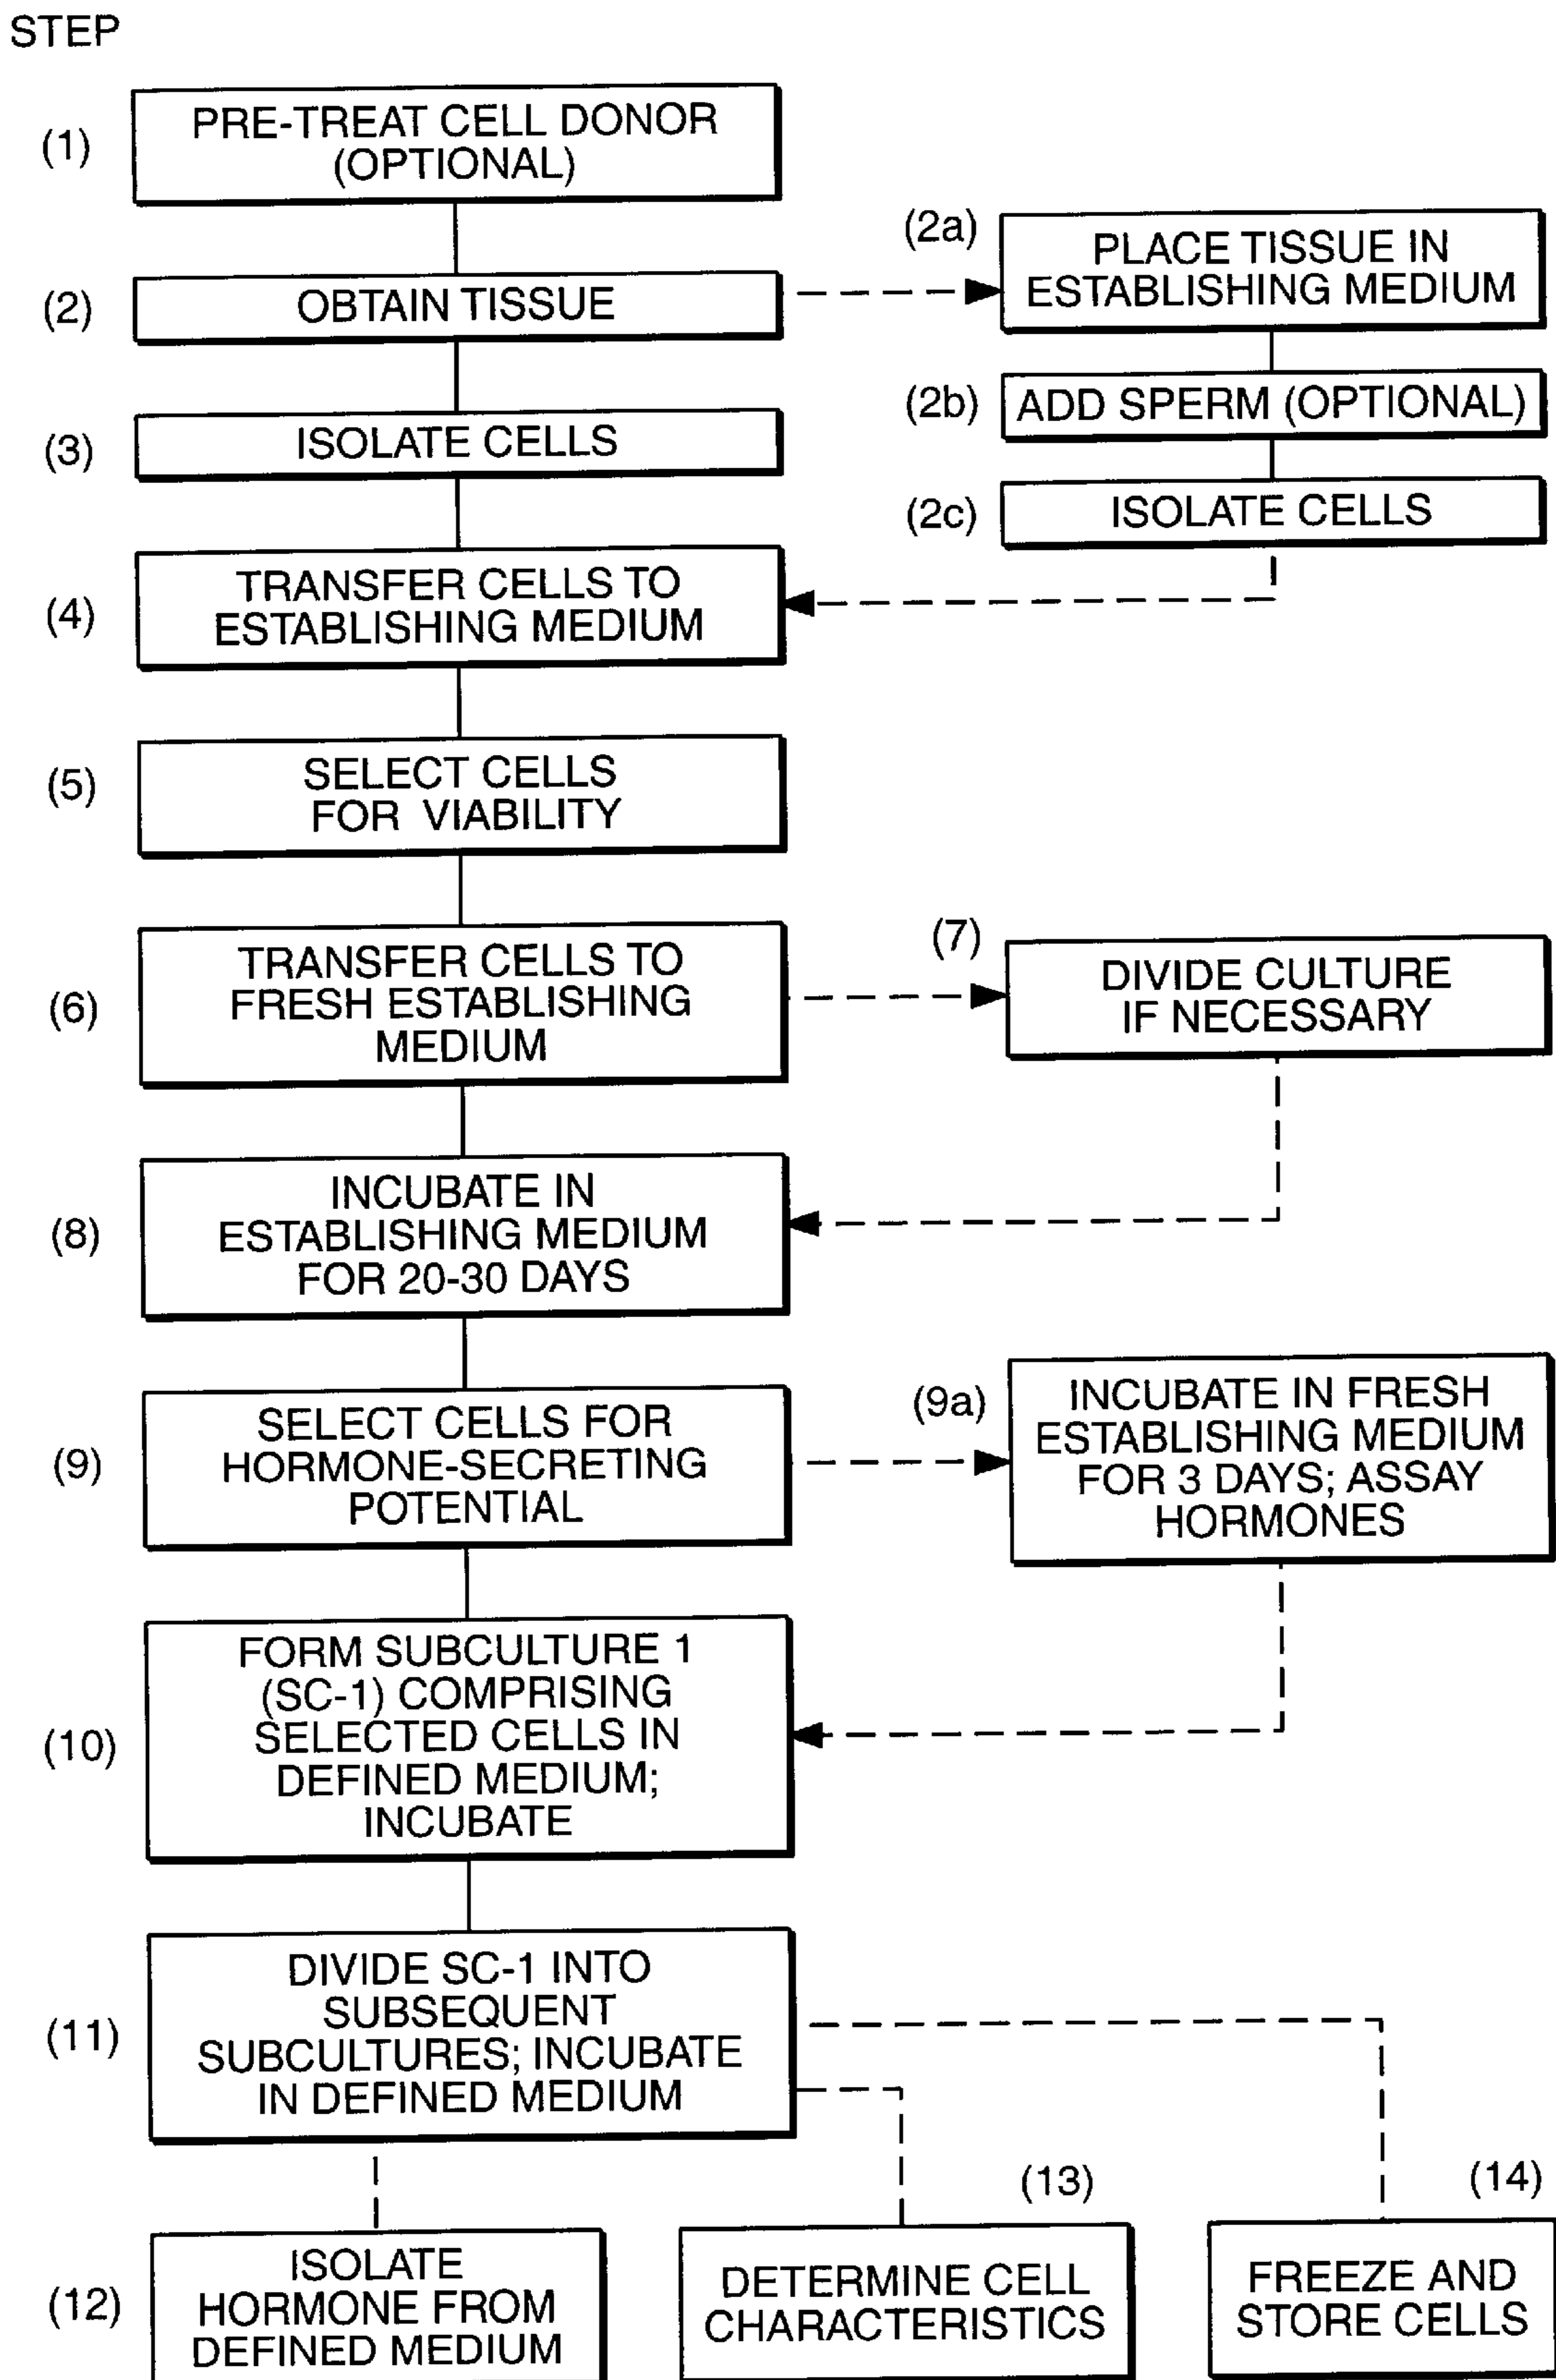 STEP
(1)
PRE-TREAT CELL DONOR
(OPTIONAL)
(2)
OBTAIN TISSUE
(2a)
PLACE TISSUE IN
ESTABLISHING MEDIUM
(2b)
ADD SPERM (OPTIONAL)
(2c)
ISOLATE CELLS
(3)
ISOLATE CELLS
(4)
TRANSFER CELLS TO
ESTABLISHING MEDIUM
(5)
SELECT CELLS
FOR VIABILITY
(6)
TRANSFER CELLS TO
FRESH ESTABLISHING
MEDIUM
(7)
DIVIDE CULTURE
IF NECESSARY
(8)
INCUBATE IN
ESTABLISHING MEDIUM
FOR 20-30 DAYS
(9)
SELECT CELLS FOR
HORMONE-SECRETING
POTENTIAL
(9a)
INCUBATE IN FRESH
ESTABLISHING MEDIUM
FOR 3 DAYS; ASSAY
HORMONES
(10)
FORM SUBCULTURE 1
(SC-1) COMPRISING
SELECTED CELLS IN
DEFINED MEDIUM;
INCUBATE
(11)
DIVIDE SC-1 INTO
SUBSEQUENT
SUBCULTURES; INCUBATE
IN DEFINED MEDIUM
(12)
ISOLATE
HORMONE FROM
DEFINED MEDIUM
(13)
DETERMINE CELL
CHARACTERISTICS
(14)
FREEZE AND
STORE CELLS